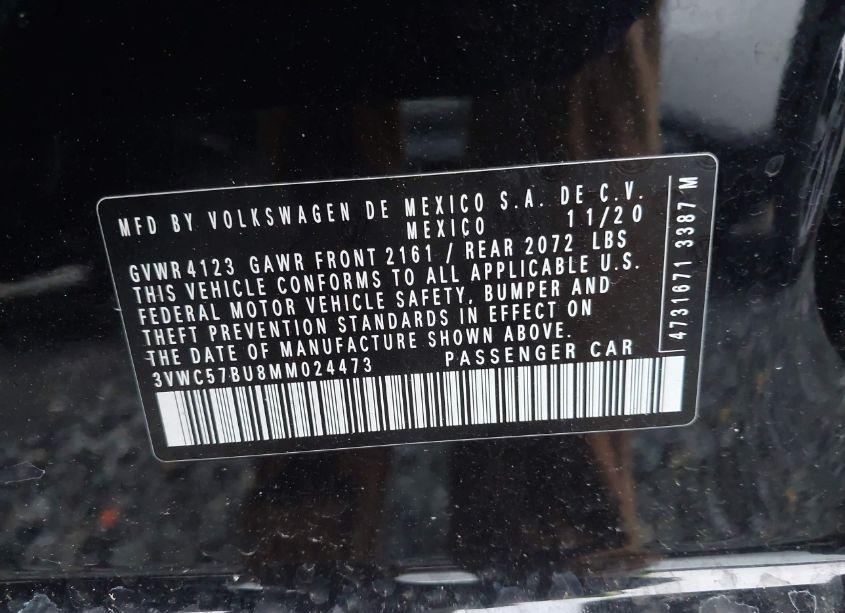 MFD BY VOLKSWAGEN DE MEXICO S.A. DE C.V.
MEXICO 11/20
GVWR 4123 GAWR FRONT 2161 / REAR 2072 LBS
THIS VEHICLE CONFORMS TO ALL APPLICABLE U.S.
FEDERAL MOTOR VEHICLE SAFETY, BUMPER AND
THEFT PREVENTION STANDARDS IN EFFECT ON
THE DATE OF MANUFACTURE SHOWN ABOVE.
3VWC57BU8MM024473 PASSENGER CAR
4731671 3387 M